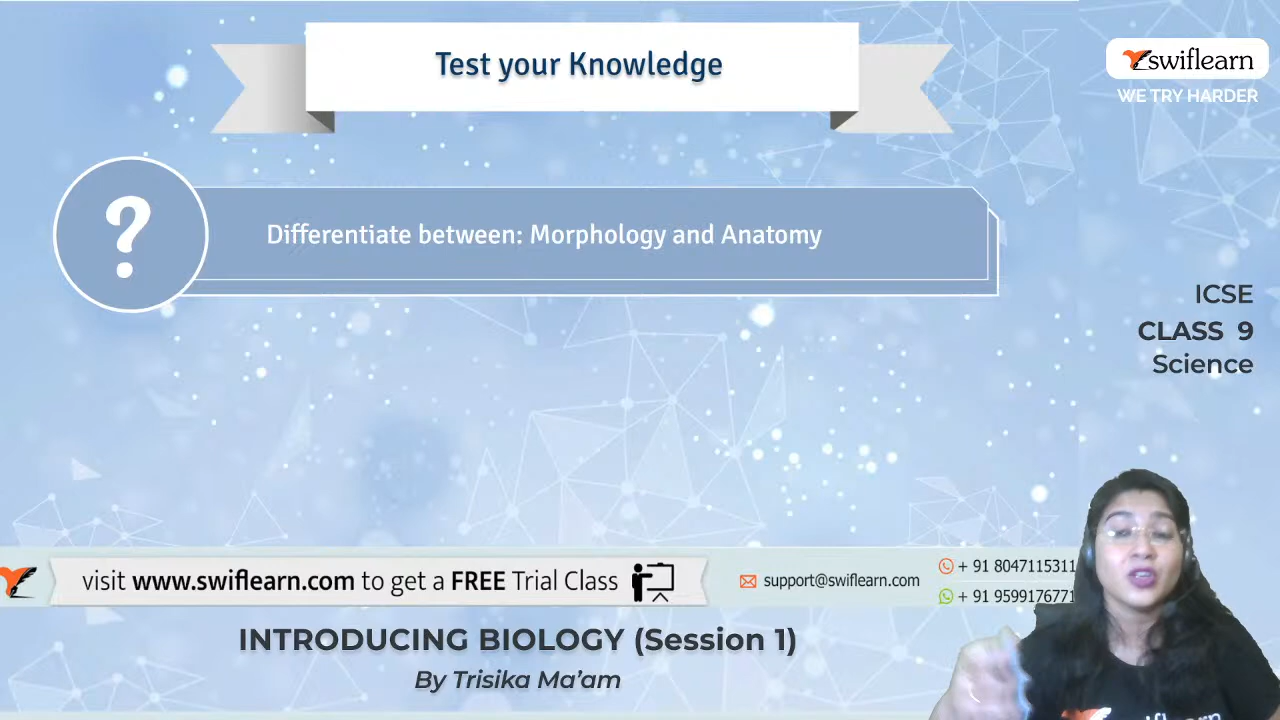 Test your Knowledge
swiflearn
WE TRY HARDER
?
Differentiate between: Morphology and Anatomy
ICSE
CLASS 9
Science
visit www.swiflearn.com to get a FREE Trial Class
support@swiflearn.com
+ 91 8047115311
+ 91 9599176771
INTRODUCING BIOLOGY (Session 1)
By Trisika Ma'am